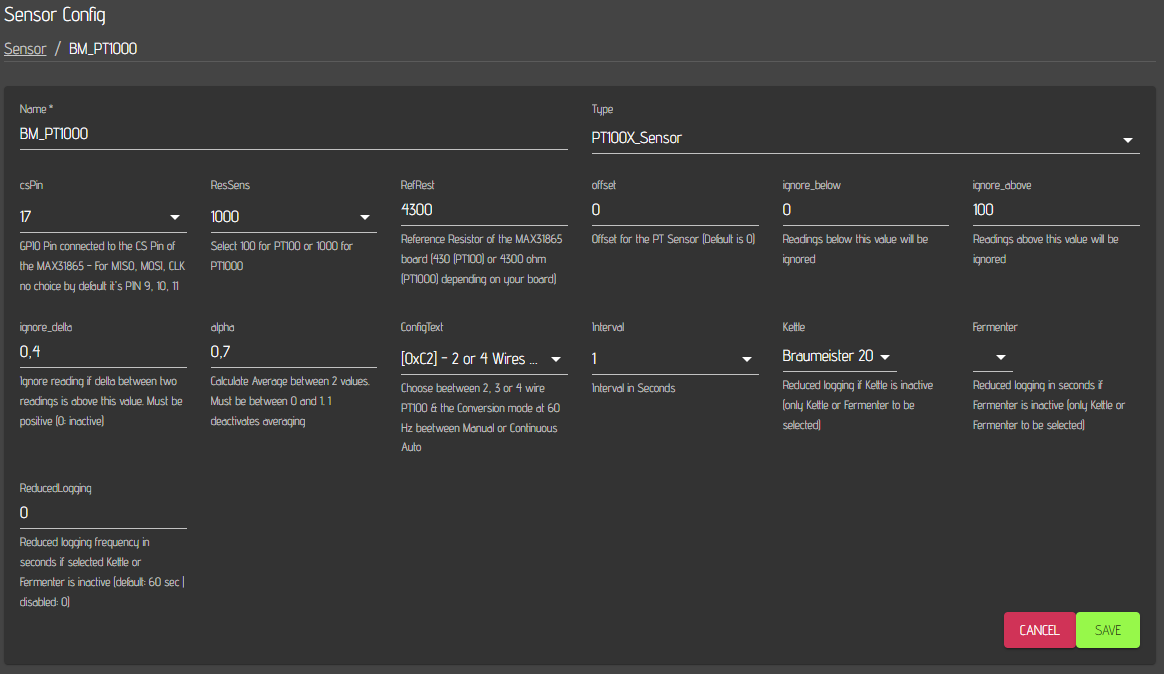 Sensor Config
Sensor / BM_PT1000
Name *
BM_PT1000
Type
PT100X_Sensor
csPin
17
GPIO Pin connected to the CS Pin of
the MAX31865 - For MISO, MOSI, CLK
no choice by default it's PIN 9, 10, 11
ResSens
1000
Select 100 for PT100 or 1000 for
PT1000
RefRest
4300
Reference Resistor of the MAX31865
board (430 (PT100) or 4300 ohm
(PT1000) depending on your board)
offset
0
Offset for the PT Sensor (Default is 0)
ignore_below
0
Readings below this value will be
ignored
ignore_above
100
Readings above this value will be
ignored
ignore_delta
0,4
Ignore reading if delta between two
readings is above this value. Must be
positive (0: inactive)
alpha
0,7
Calculate Average between 2 values.
Must be between 0 and 1. 1
deactivates averaging
ConfigText
[0xC2] - 2 or 4 Wires ...
Choose beetween 2, 3 or 4 wire
PT100 & the Conversion mode at 60
Hz beetween Manual or Continuous
Auto
Interval
1
Interval in Seconds
Kettle
Braumeister 20
Reduced logging if Kettle is inactive
(only Kettle or Fermenter to be
selected)
Fermenter
Reduced logging in seconds if
Fermenter is inactive (only Kettle or
Fermenter to be selected)
ReducedLogging
0
Reduced logging frequency in
seconds if selected Kettle or
Fermenter is inactive (default: 60 sec |
disabled: 0)
CANCEL
SAVE